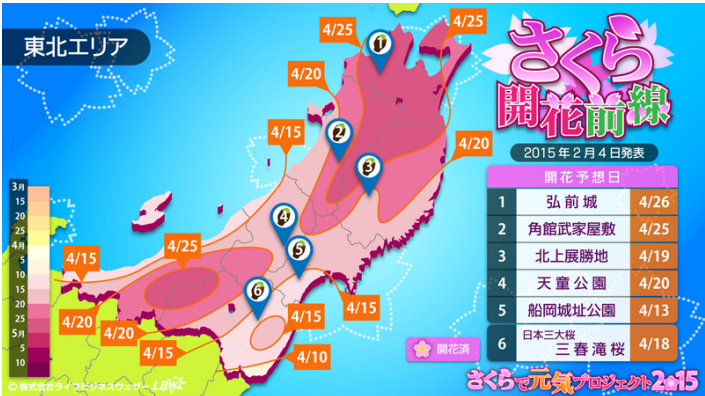 東北エリア
さくら
開花前線
2015年2月4日発表
開花予想日
1 弘前城 4/26
2 角館武家屋敷 4/25
3 北上展勝地 4/19
4 天童公園 4/20
5 船岡城址公園 4/13
6 日本三大桜
三春滝桜 4/18
4/25
4/25
4/20
4/15
4/20
4/25
4/15
4/20
4/20
4/15
4/15
4/15
4/10
1
2
3
4
5
6
3月
15
20
25
4月
5
10
15
20
25
5月
5
10
開花済
© 株式会社ライフビジネスウェザー LBW
さくらで元気プロジェクト2015